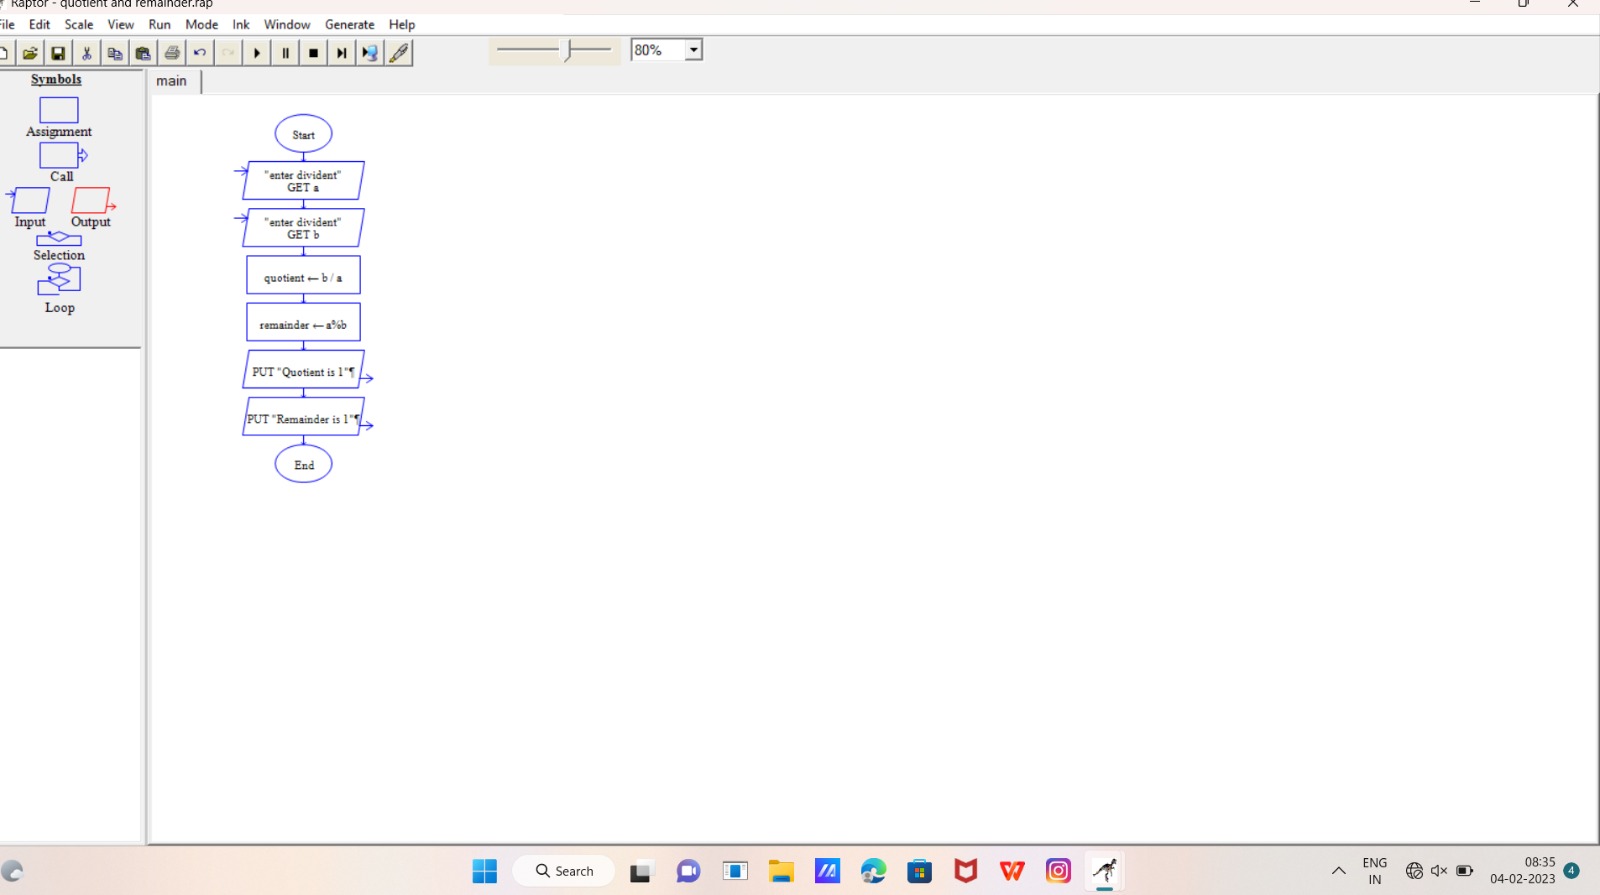 Raptor - quotient and remainder.rap
File Edit Scale View Run Mode Ink Window Generate Help
80%
Symbols
main
Assignment
Call
Input Output
Selection
Loop
Start
"enter divident"
GET a
"enter divident"
GET b
quotient ← b / a
remainder ← a%b
PUT "Quotient is 1"¶
PUT "Remainder is 1"¶
End
Search
ENG
IN
08:35
04-02-2023
4